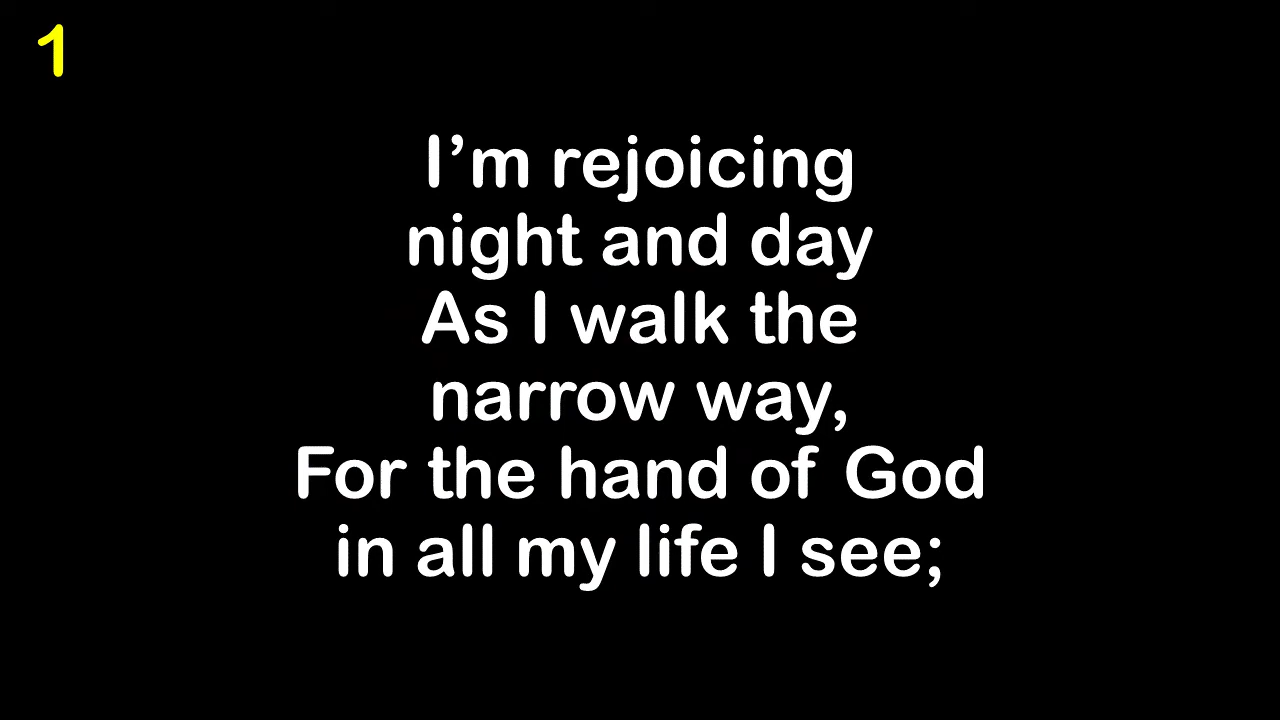 1
I’m rejoicing
night and day
As I walk the
narrow way,
For the hand of God
in all my life I see;